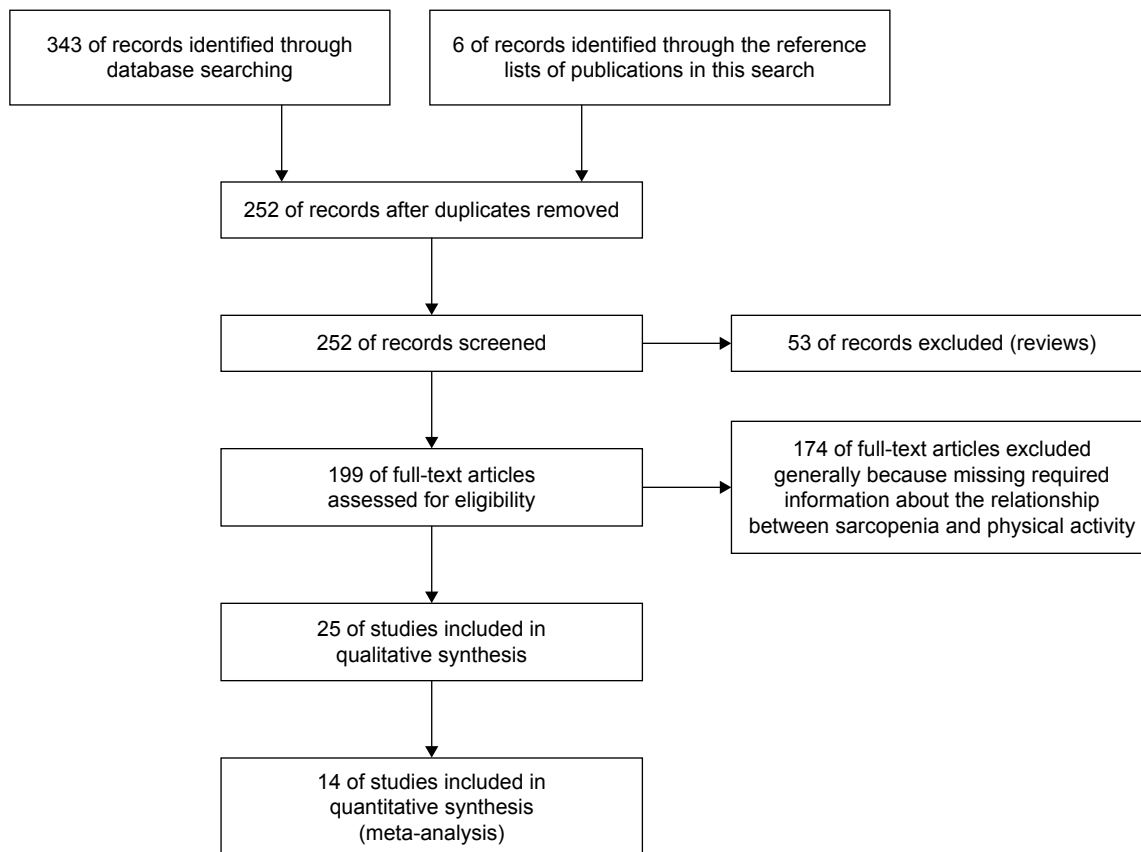 343 of records identified through
database searching
6 of records identified through the reference
lists of publications in this search
252 of records after duplicates removed
252 of records screened
53 of records excluded (reviews)
199 of full-text articles
assessed for eligibility
174 of full-text articles excluded
generally because missing required
information about the relationship
between sarcopenia and physical activity
25 of studies included in
qualitative synthesis
14 of studies included in
quantitative synthesis
(meta-analysis)